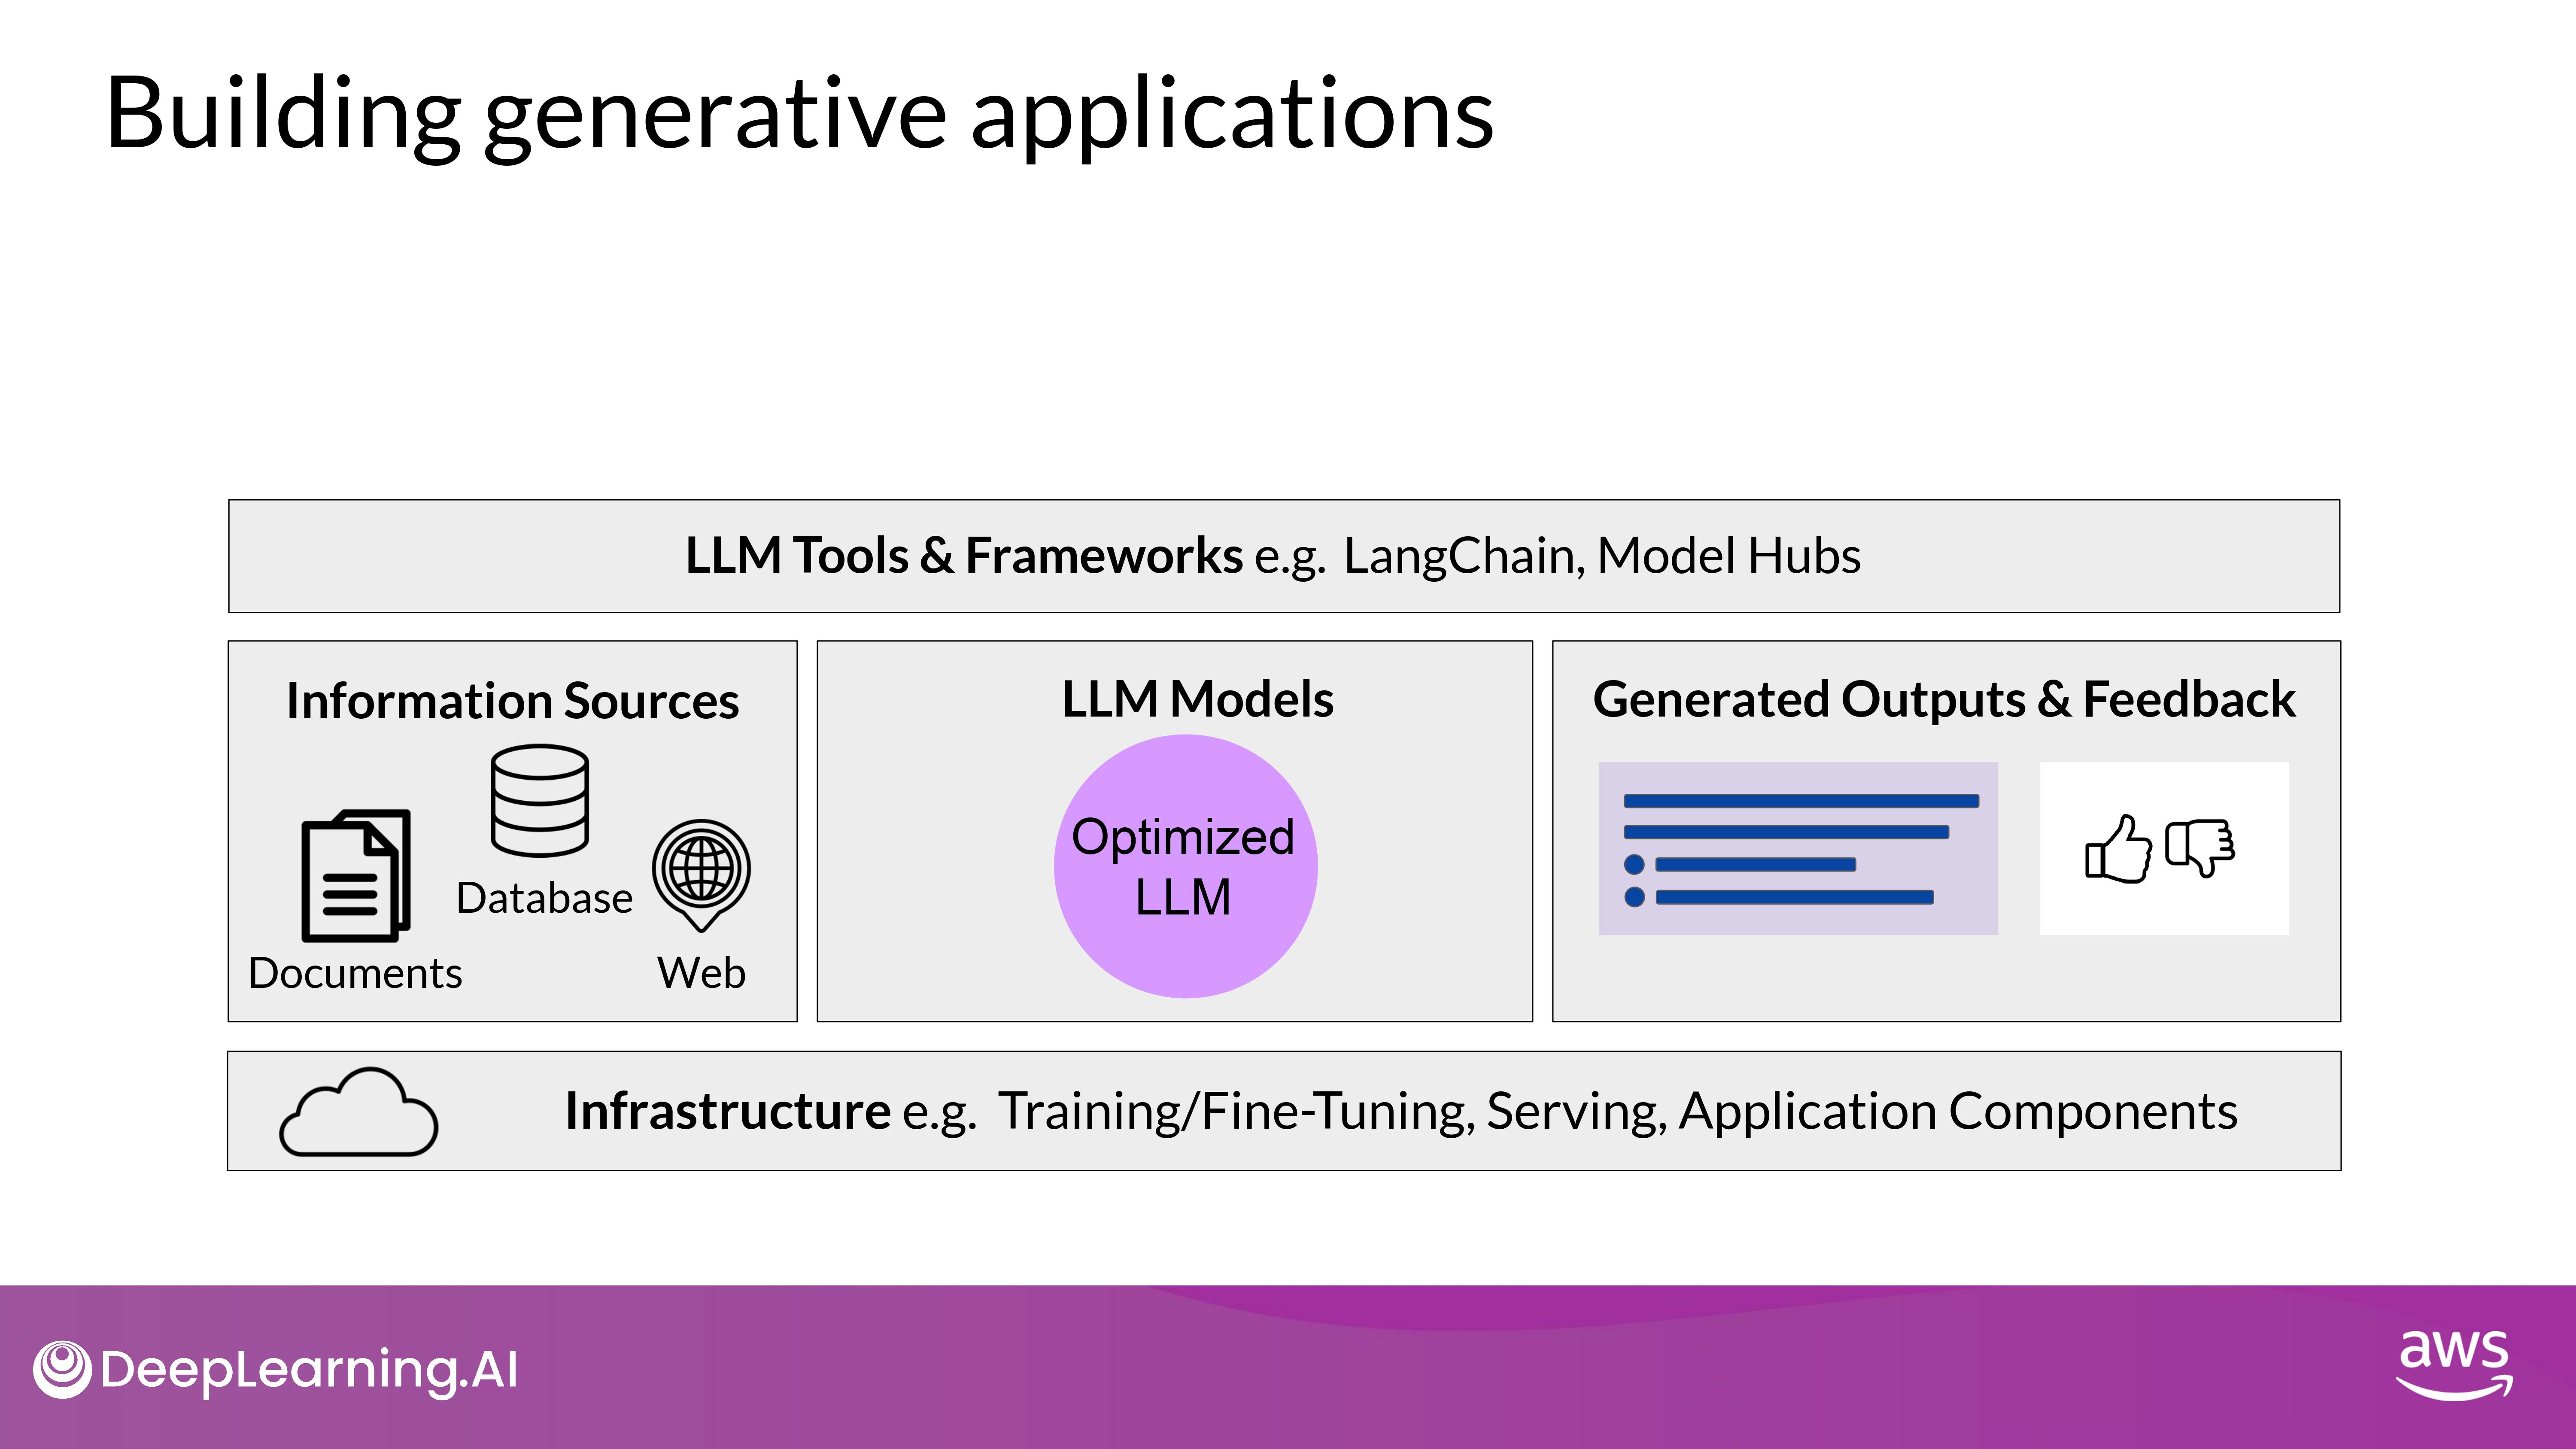 Building generative applications
LLM Tools & Frameworks e.g. LangChain, Model Hubs
Information Sources
Database
Documents
Web
LLM Models
Optimized
LLM
Generated Outputs & Feedback
Infrastructure e.g. Training/Fine-Tuning, Serving, Application Components
DeepLearning.AI
aws